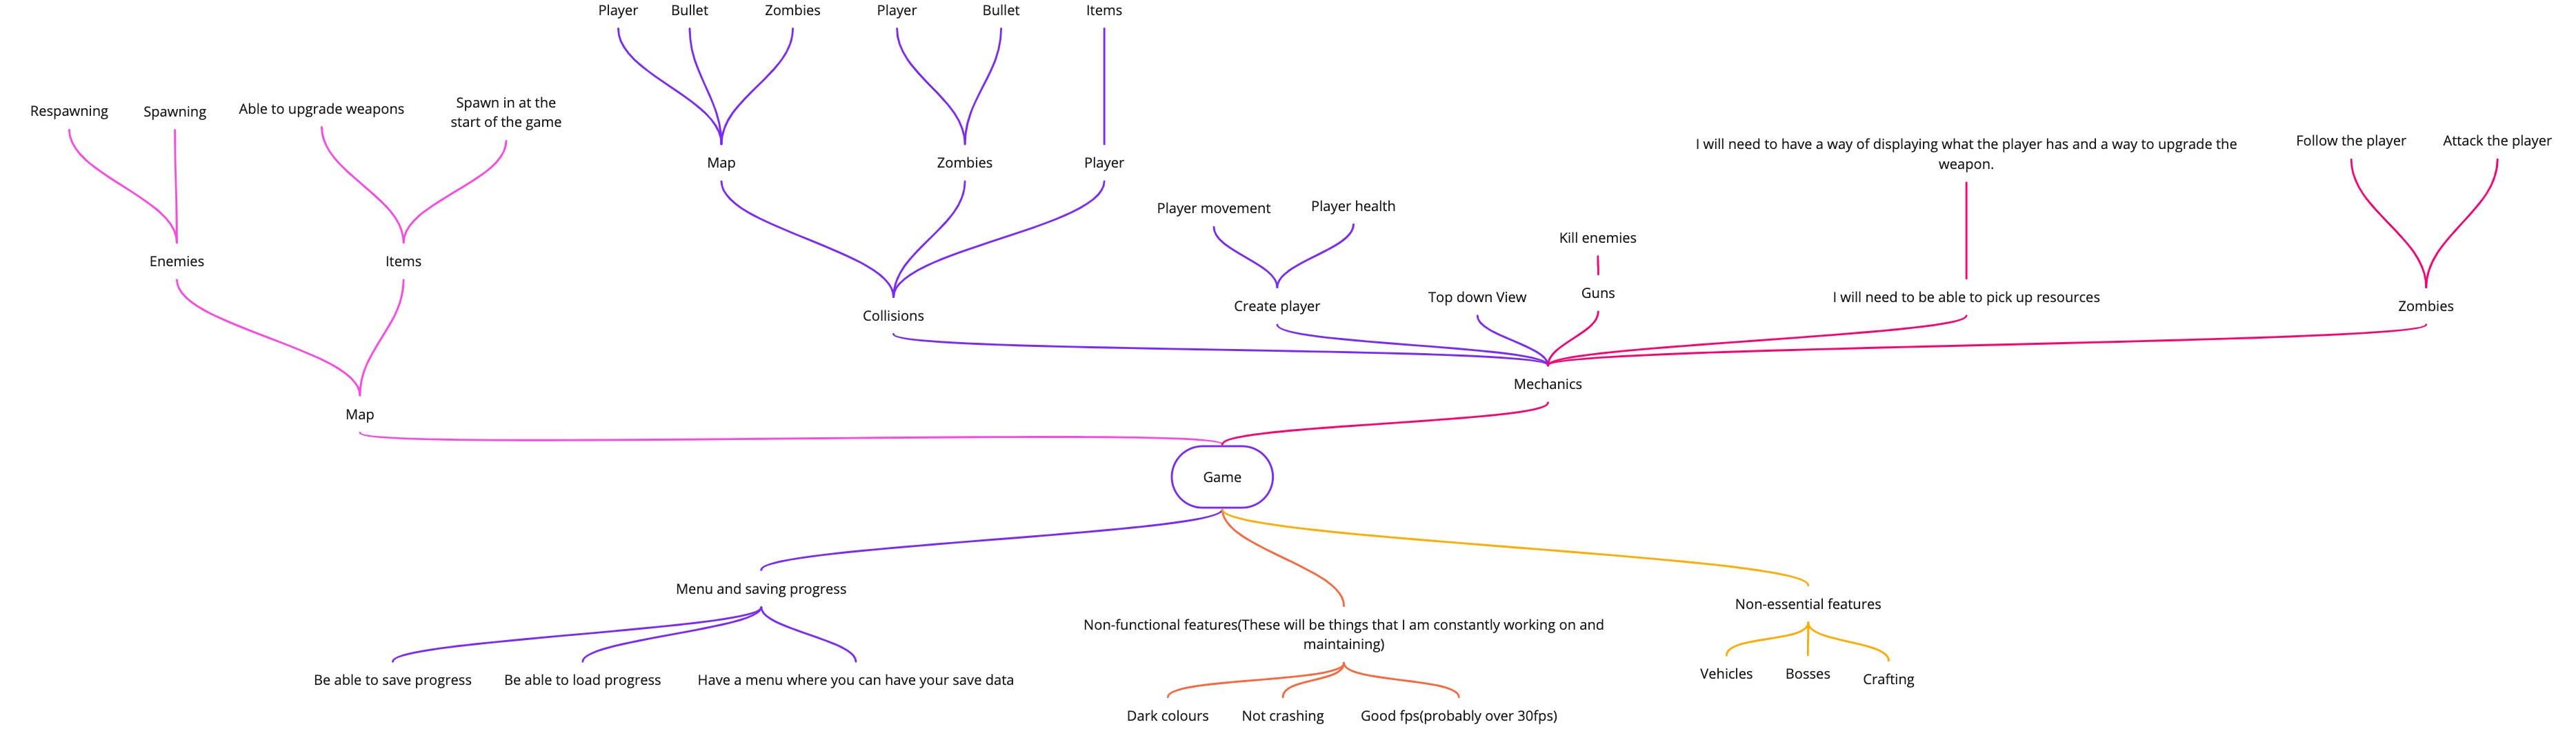 Player
Bullet
Zombies
Player
Bullet
Items
Respawning
Spawning
Able to upgrade weapons
Spawn in at the
start of the game
Map
Zombies
Player
I will need to have a way of displaying what the player has and a way to upgrade the
weapon.
Follow the player
Attack the player
Player movement
Player health
Kill enemies
Enemies
Items
Collisions
Create player
Top down View
Guns
I will need to be able to pick up resources
Zombies
Mechanics
Map
Game
Menu and saving progress
Non-functional features(These will be things that I am constantly working on and
maintaining)
Non-essential features
Be able to save progress
Be able to load progress
Have a menu where you can have your save data
Vehicles
Bosses
Crafting
Dark colours
Not crashing
Good fps(probably over 30fps)